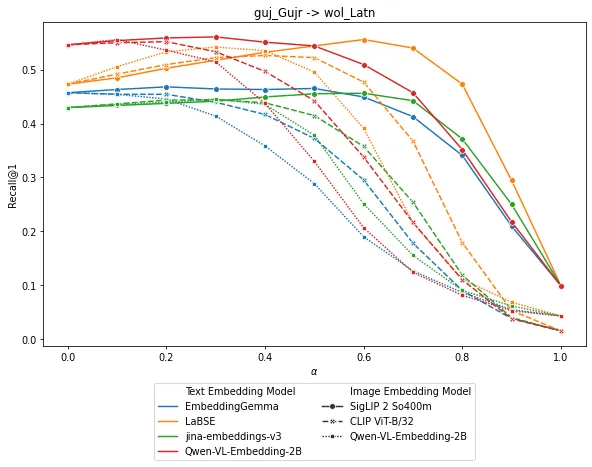 guj_Gujr -> wol_Latn
Recall@1
0.5
0.4
0.3
0.2
0.1
0.0
0.0 0.2 0.4 0.6 0.8 1.0
α
Text Embedding Model
EmbeddingGemma
LaBSE
jina-embeddings-v3
Qwen-VL-Embedding-2B
Image Embedding Model
SigLIP 2 So400m
CLIP ViT-B/32
Qwen-VL-Embedding-2B